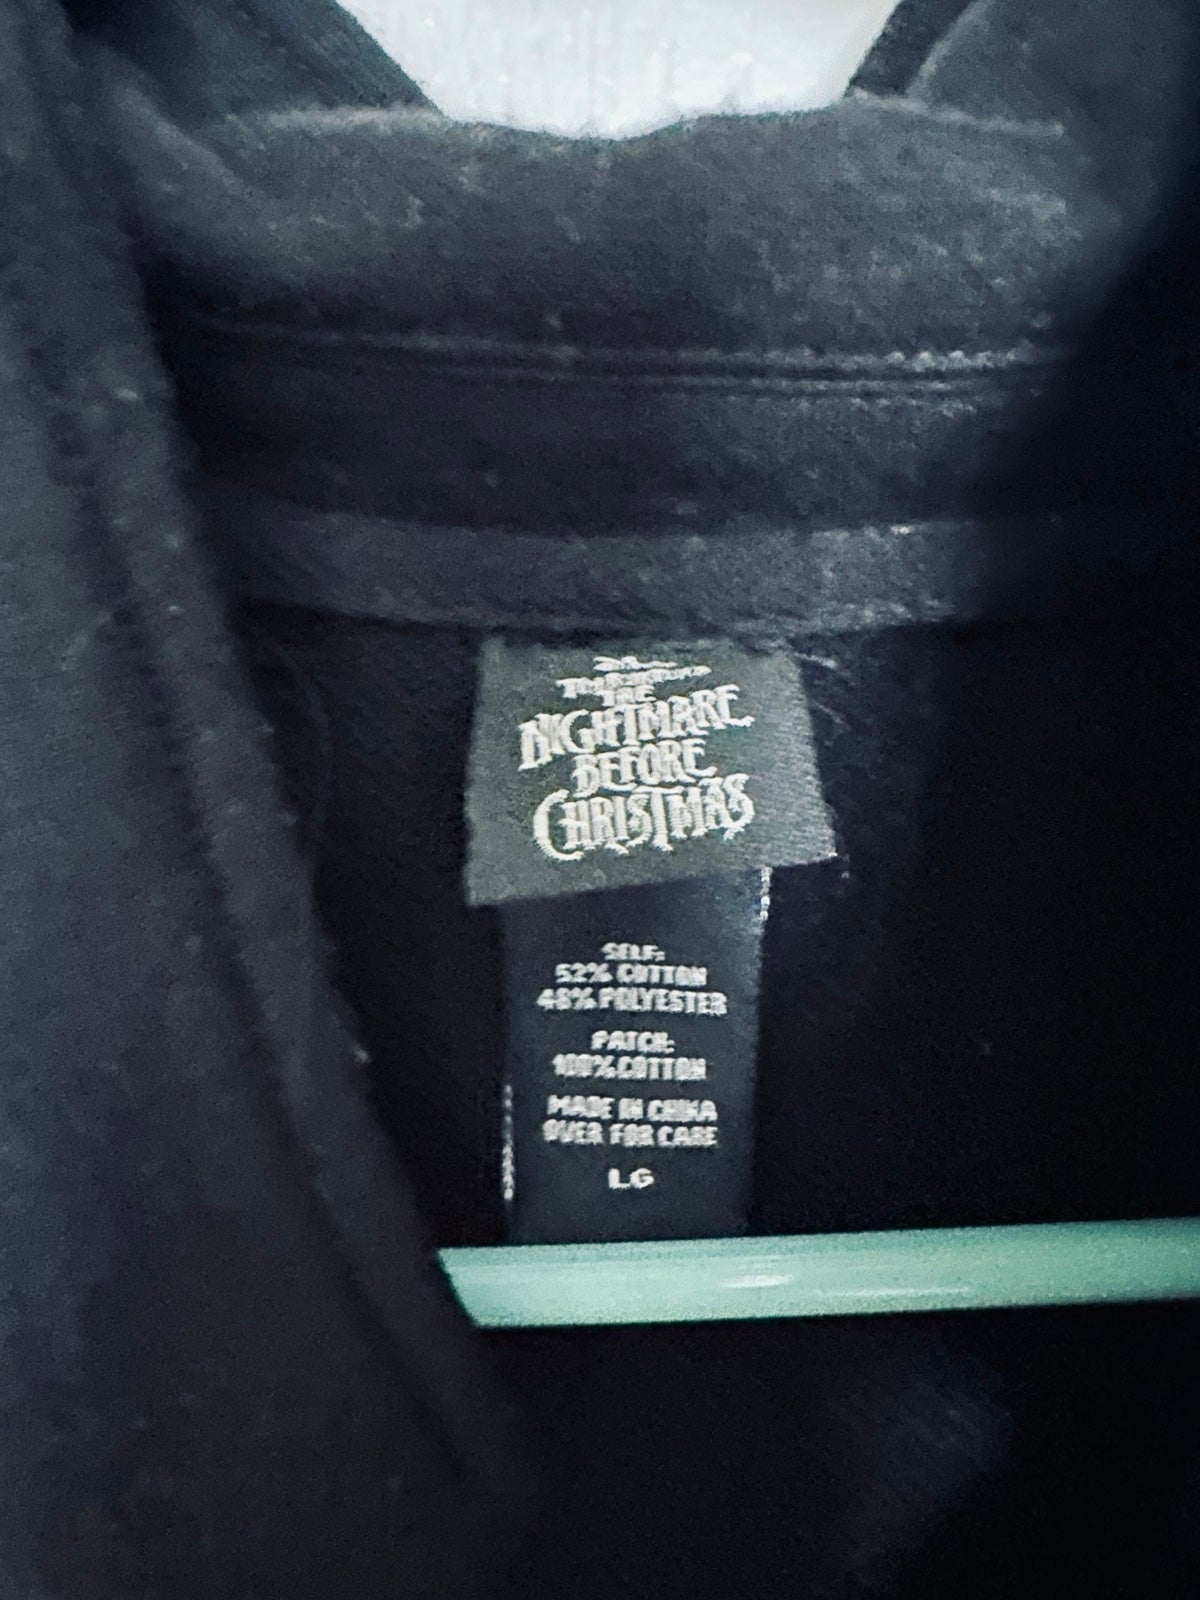 THE
NIGHTMARE
BEFORE
CHRISTMAS
SELF:
52% COTTON
48% POLYESTER
PATCH:
100% COTTON
MADE IN CHINA
OVER FOR CARE
LG